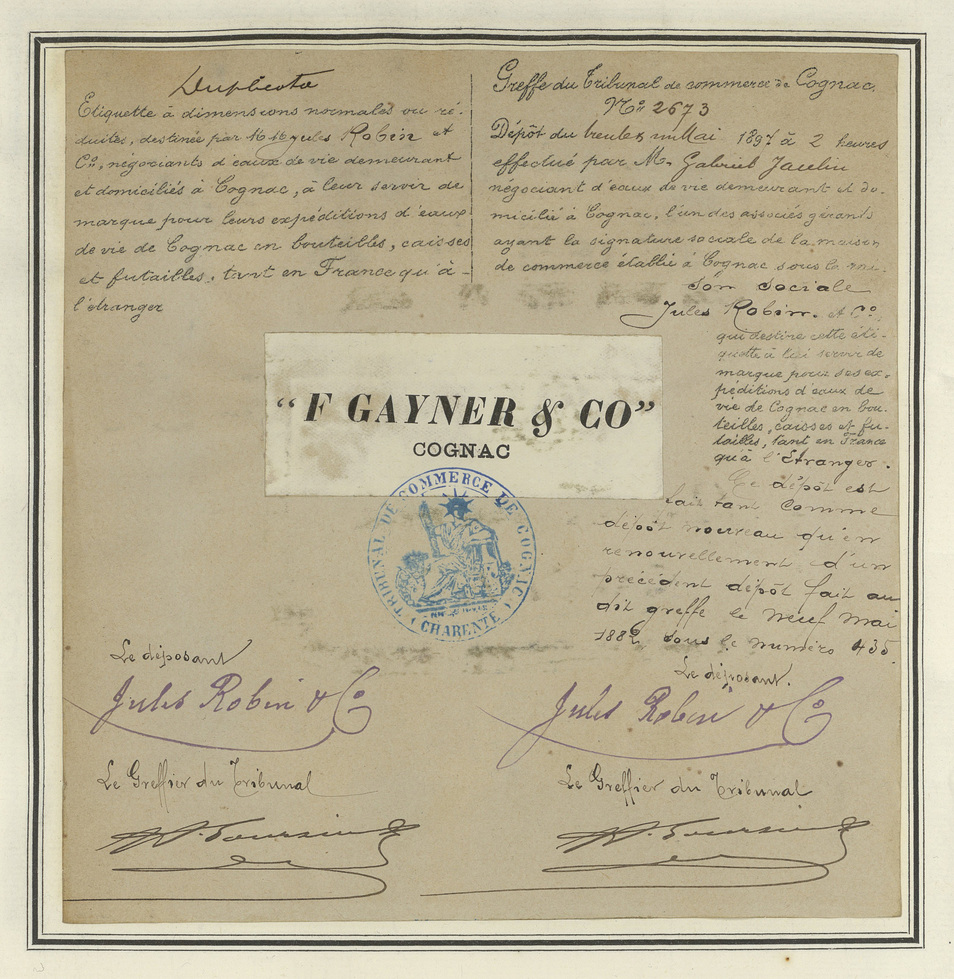 Duplicata
Etiquette à dimensions normales ou ré-
duites, destinée par MM Jules Robin et
Cie, négociants d'eaux de vie demeurant
et domiciliés à Cognac, à leur servir de
marque pour leurs expéditions d'eaux
de vie de Cognac en bouteilles, caisses
et futailles, tant en France qu'à
l'étranger
Greffe du Tribunal de commerce de Cognac.
No 2673
Dépôt du trente un Mai 1897 à 2 heures
effectué par M. Gabriel
négociant d'eaux de vie demeurant et do-
micilié à Cognac, l'un des associés gérants
ayant la signature sociale de la maison
de commerce établie à Cognac sous la rai-
son sociale
Jules Robin. et Co.
qui destine cette éti-
quette à lui servir de
marque pour ses ex-
péditions d'eaux de
vie de Cognac en bou-
teilles, caisses et fu-
tailles, tant en France
qu'à l'étranger.
Ce dépôt est
fait tant comme
dépôt nouveau qu'en
renouvellement d'un
précédent dépôt fait au
dit greffe le neuf mai
1882 sous le numéro 435.
"F GAYNER & CO"
COGNAC
TRIBUNAL DE COMMERCE DE COGNAC
(CHARENTE)
Le déposant
Jules Robin & Co
Le Greffier du Tribunal
Le déposant.
Jules Robin & Co
Le Greffier du Tribunal